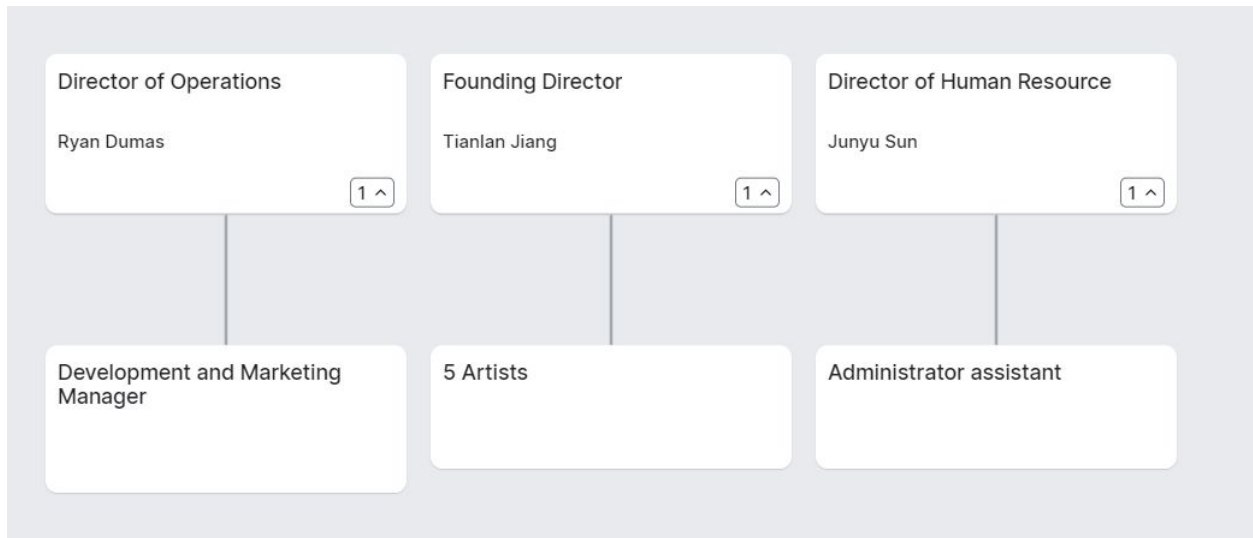 Director of Operations
Ryan Dumas
1
Founding Director
Tianlan Jiang
1
Director of Human Resource
Junyu Sun
1
Development and Marketing
Manager
5 Artists
Administrator assistant